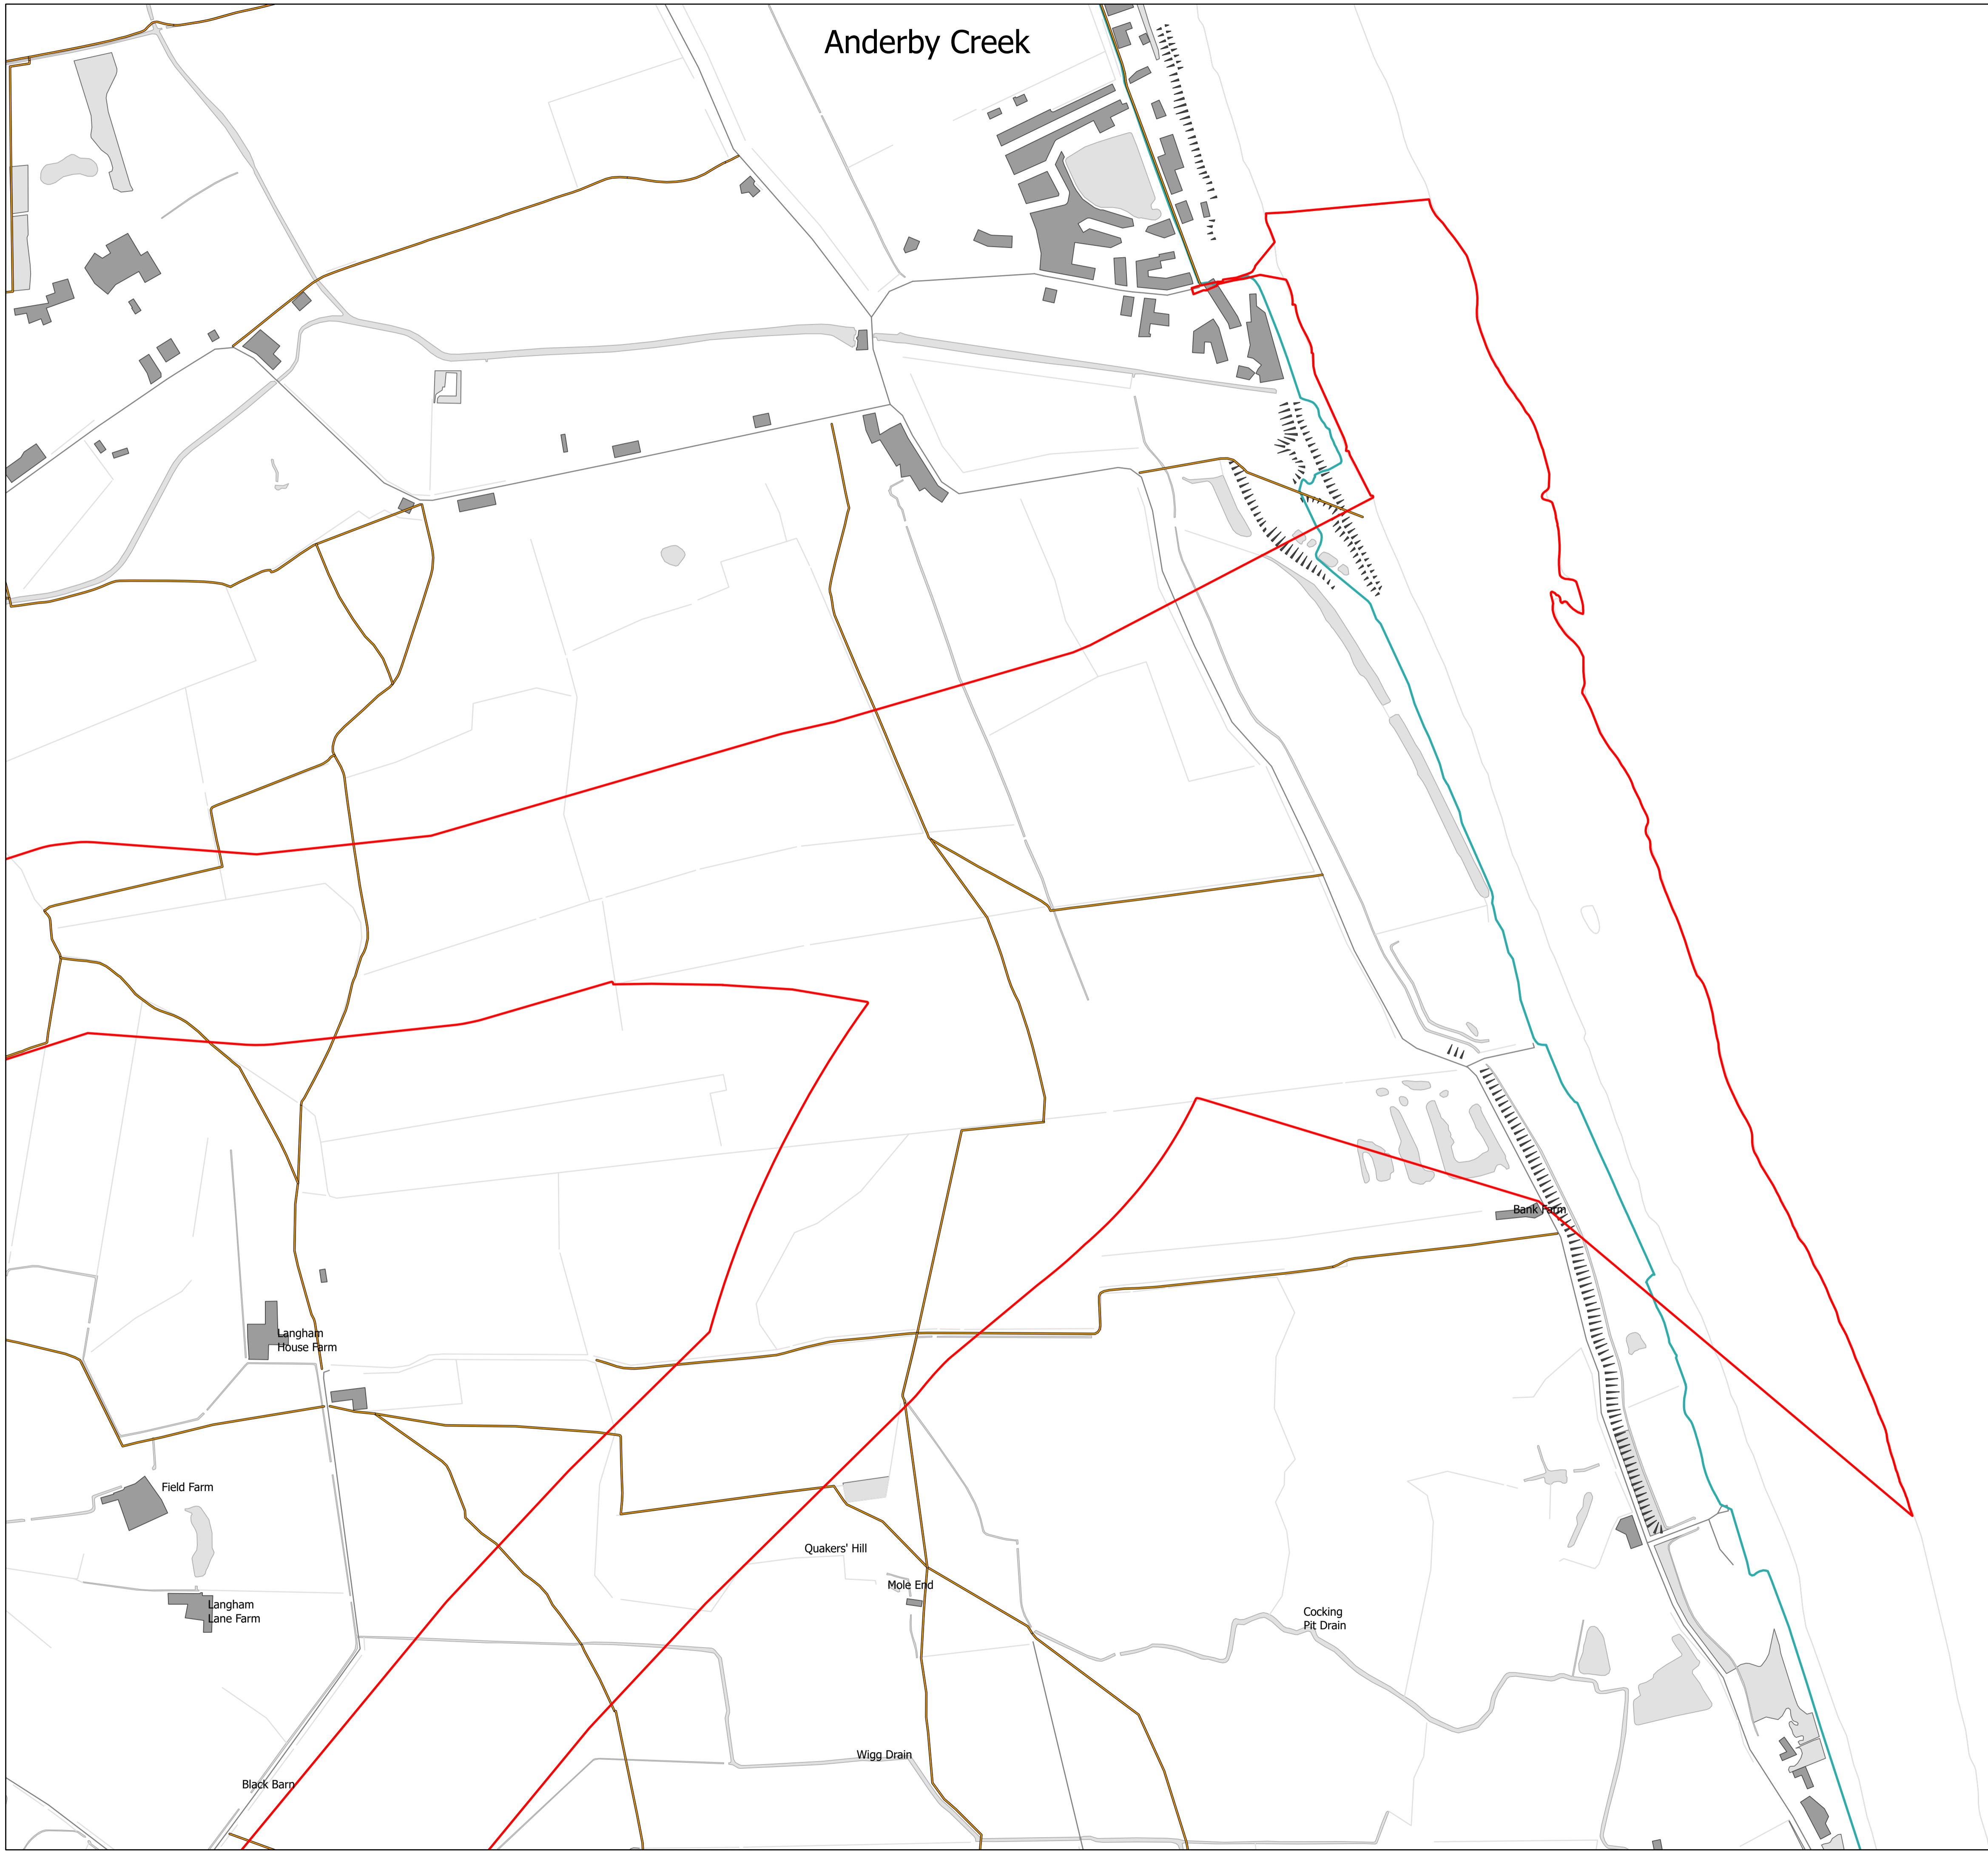 Anderby Creek
Bank Farm
Langham
House Farm
Field Farm
Quakers' Hill
Mole End
Langham
Lane Farm
Cocking
Pit Drain
Wigg Drain
Black Barn